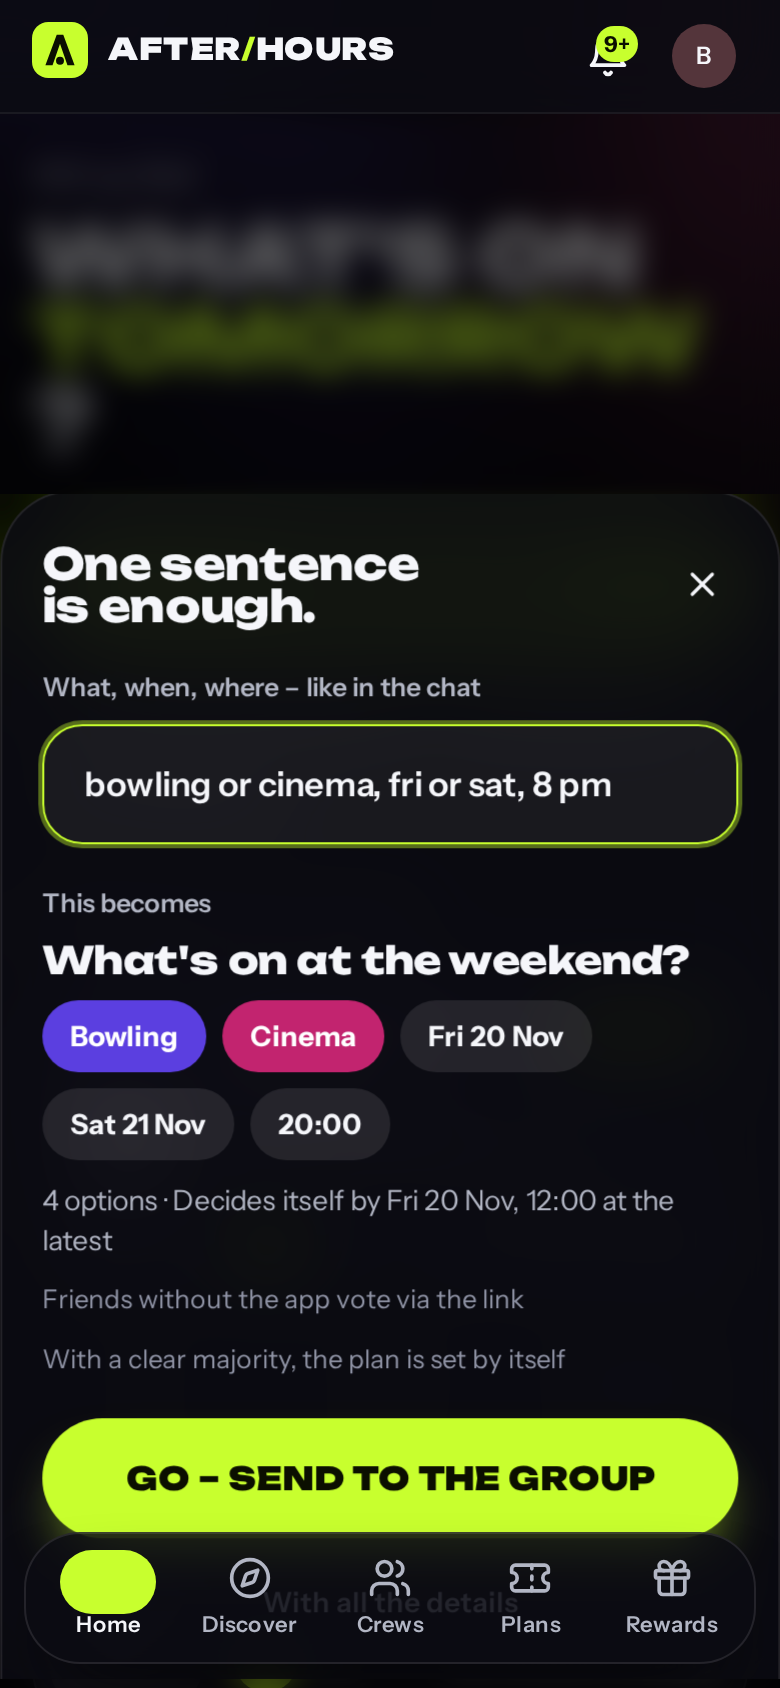 AFTER/HOURS
9+
B
WHAT'S ON
TOMORROW
?
One sentence
is enough.
What, when, where – like in the chat
bowling or cinema, fri or sat, 8 pm
This becomes
What's on at the weekend?
Bowling
Cinema
Fri 20 Nov
Sat 21 Nov
20:00
4 options · Decides itself by Fri 20 Nov, 12:00 at the
latest
Friends without the app vote via the link
With a clear majority, the plan is set by itself
GO – SEND TO THE GROUP
With all the details
Home
Discover
Crews
Plans
Rewards